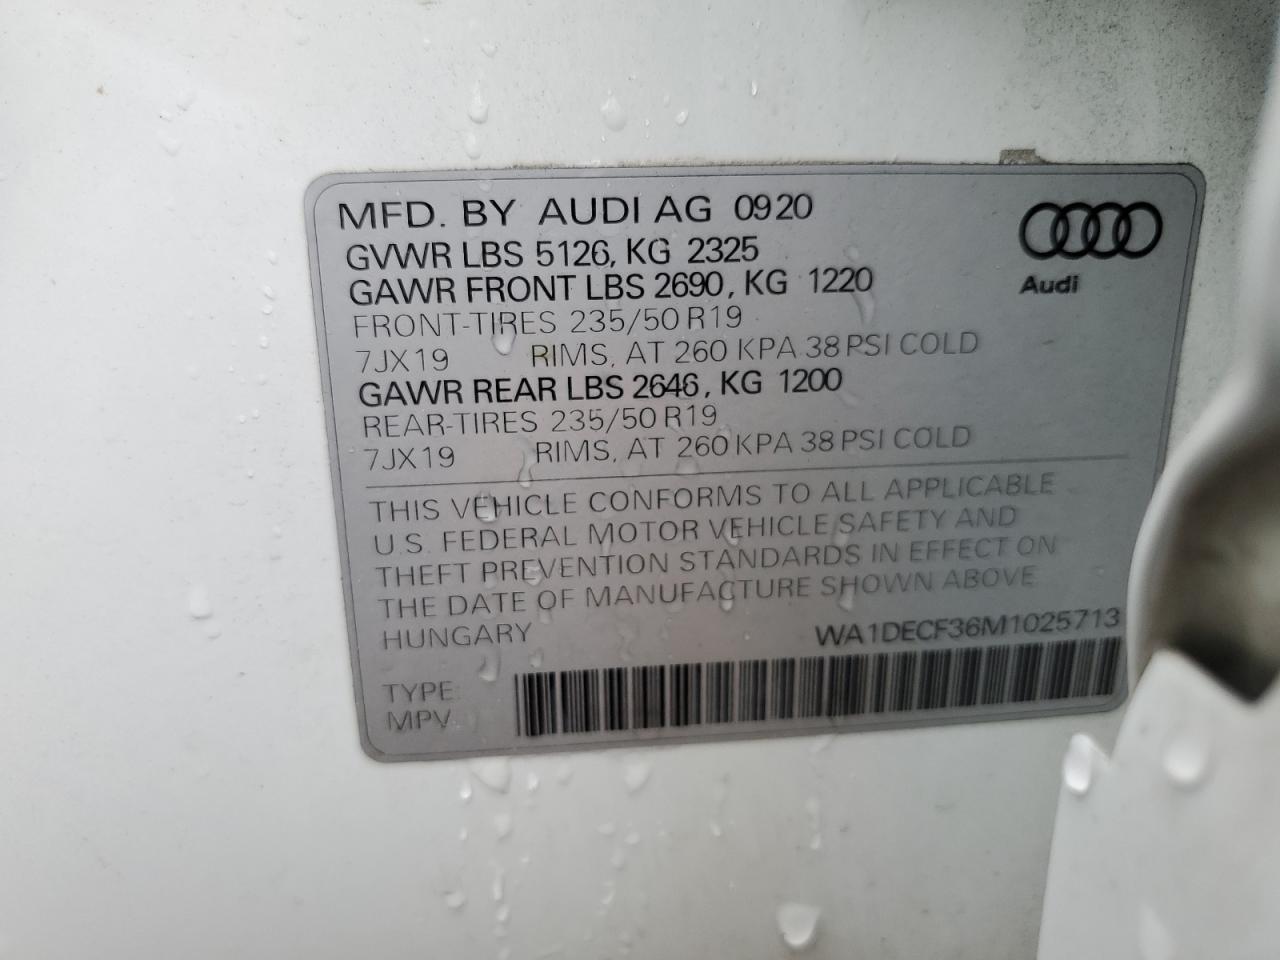 MFD. BY AUDI AG 0920
GVWR LBS 5126, KG 2325
GAWR FRONT LBS 2690, KG 1220
FRONT-TIRES 235/50 R19
7JX19 RIMS, AT 260 KPA 38 PSI COLD
GAWR REAR LBS 2646, KG 1200
REAR-TIRES 235/50 R19
7JX19 RIMS, AT 260 KPA 38 PSI COLD
Audi
THIS VEHICLE CONFORMS TO ALL APPLICABLE
U.S. FEDERAL MOTOR VEHICLE SAFETY AND
THEFT PREVENTION STANDARDS IN EFFECT ON
THE DATE OF MANUFACTURE SHOWN ABOVE
HUNGARY WA1DECF36M1025713
TYPE:
MPV